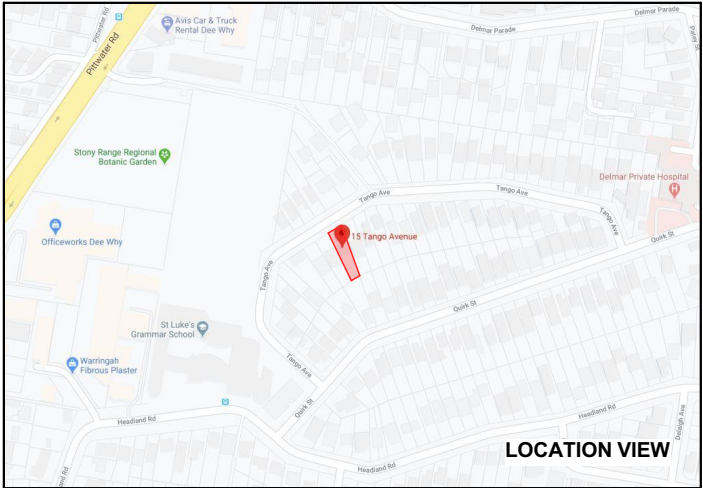 Pittwater Rd
Avis Car & Truck
Rental Dee Why
Delmar Parade
Delmar Parade
Pittwater Rd
Stony Range Regional
Botanic Garden
Delmar Private Hospital
H
Tango Ave
Tango Ave
Tango Ave
15 Tango Avenue
Officeworks Dee Why
Quirk St
Tango Ave
St Luke's
Grammar School
Quirk St
Warringah
Fibrous Plaster
Tango Ave
Quirk St
Headland Rd
Headland Rd
Delegh Ave
LOCATION VIEW
Headland Rd